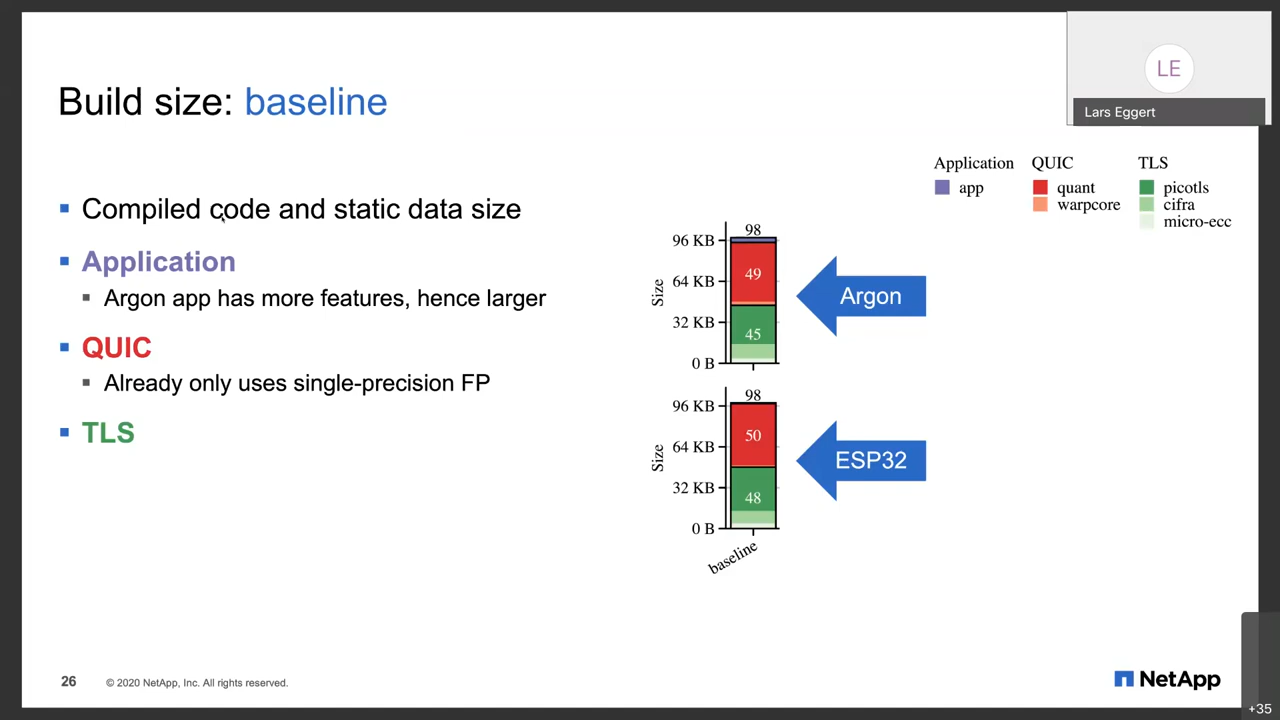 LE
Lars Eggert
Build size: baseline
Compiled code and static data size
Application
Argon app has more features, hence larger
QUIC
Already only uses single-precision FP
TLS
Application QUIC TLS
app quant picotls
warpcore cifra
micro-ecc
98
96 KB
49
64 KB
Size
32 KB
45
0 B
Argon
98
96 KB
50
64 KB
Size
32 KB
48
0 B
baseline
ESP32
26 © 2020 NetApp, Inc. All rights reserved.
NetApp
+35